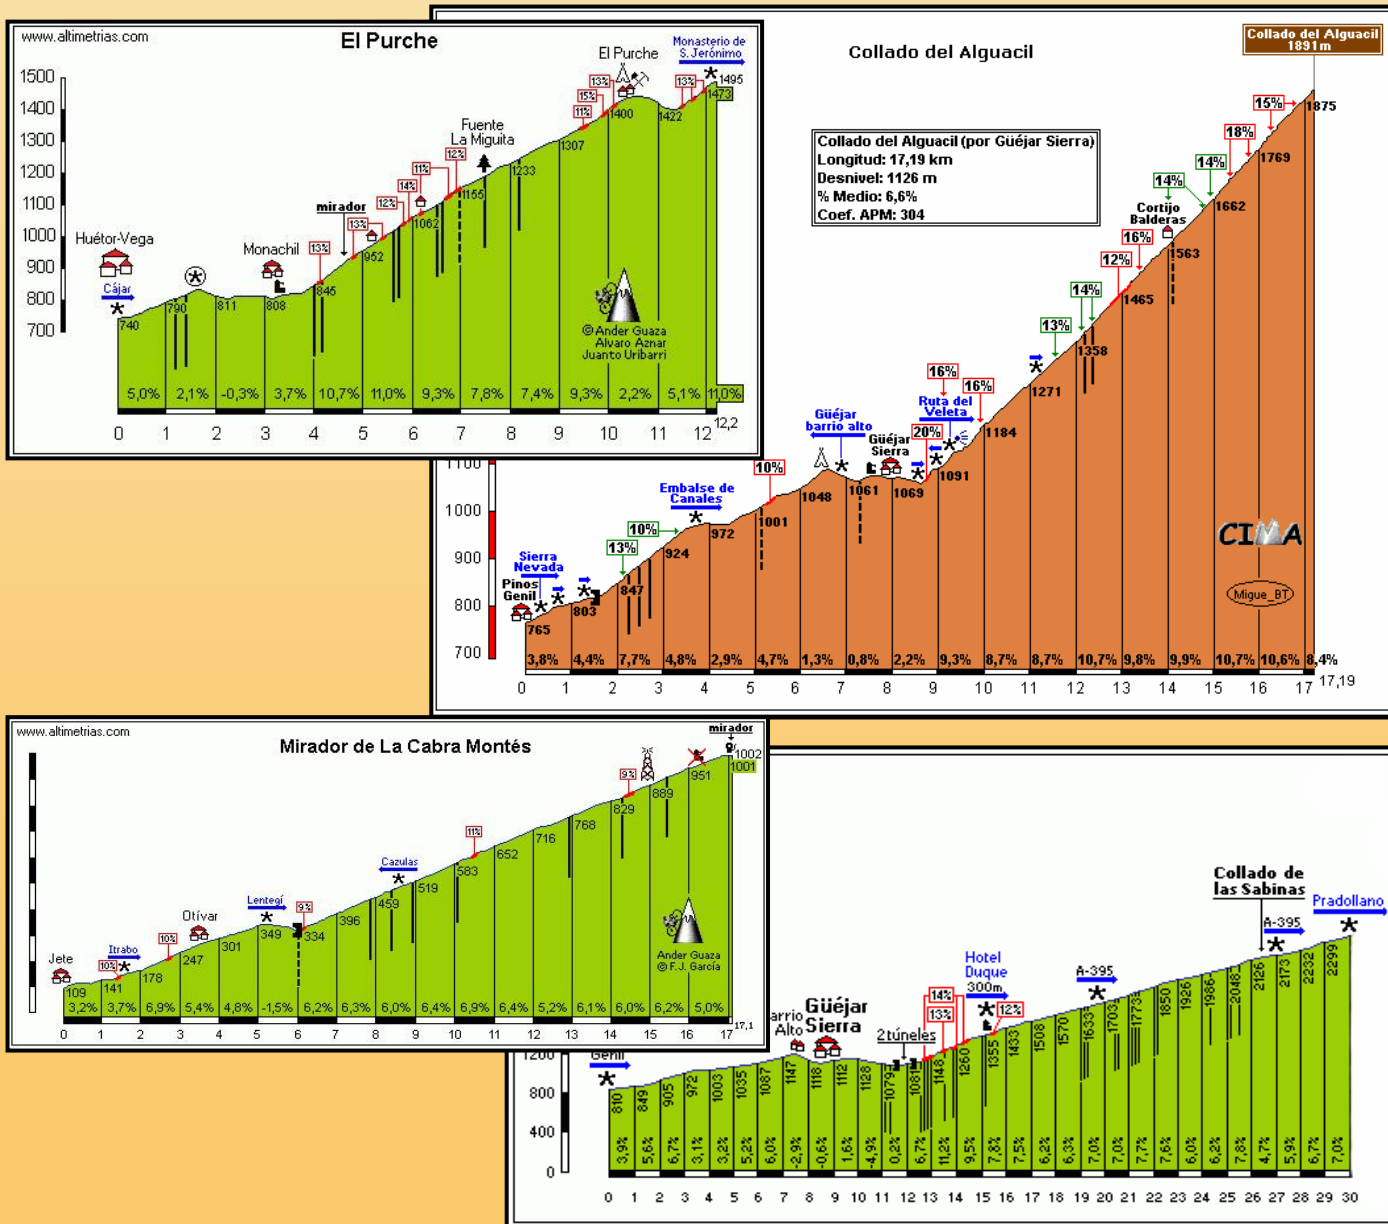 www.altimetrias.com
El Purche
Monasterio de
S. Jerónimo
El Purche
1495
1473
1500
1400
1300
1200
1100
1000
900
800
700
13%
15%
11%
13%
1400
1422
Fuente
La Miguita
12%
11%
14%
12%
13%
13%
mirador
1307
1233
1155
1062
952
845
Huétor-Vega
Cájar
Monachil
740
790
811
808
© Ander Guaza
Alvaro Aznar
Juanto Uribarri
5,0% 2,1% -0,3% 3,7% 10,7% 11,0% 9,3% 7,8% 7,4% 9,3% 2,2% 5,1% 11,0%
0 1 2 3 4 5 6 7 8 9 10 11 12 12,2
Collado del Alguacil
Collado del Alguacil
1891m
Collado del Alguacil (por Güéjar Sierra)
Longitud: 17,19 km
Desnivel: 1126 m
% Medio: 6,6%
Coef. APM: 304
15%
18%
14%
14%
16%
12%
14%
13%
16%
16%
20%
10%
10%
13%
1875
1769
1662
1563
1465
1358
1271
1184
1091
1069
1061
1048
1001
972
924
847
803
765
Cortijo
Balderas
Ruta del
Veleta
Güéjar
barrio alto
Güéjar
Sierra
Embalse de
Canales
Sierra
Nevada
Pinos
Genil
1100
1000
900
800
700
CIMA
Migue_BT
3,8% 4,4% 7,7% 4,8% 2,9% 4,7% 1,3% 0,8% 2,2% 9,3% 8,7% 8,7% 10,7% 9,8% 9,9% 10,7% 10,6% 8,4%
0 1 2 3 4 5 6 7 8 9 10 11 12 13 14 15 16 17 17,19
www.altimetrias.com
Mirador de La Cabra Montés
mirador
1002
1001
951
889
829
768
716
652
583
519
459
396
334
349
301
247
178
141
109
9%
11%
9%
10%
10%
Cazulas
Lentegí
Otívar
Itrabo
Jete
Ander Guaza
© F.J. García
3,2% 3,7% 6,9% 5,4% 4,8% -1,5% 6,2% 6,3% 6,0% 6,4% 6,9% 6,4% 5,2% 6,1% 6,0% 6,2% 5,0%
0 1 2 3 4 5 6 7 8 9 10 11 12 13 14 15 16 17 17,1
Collado de
las Sabinas
Pradollano
A-395
A-395
Hotel
Duque
300m
14%
13%
12%
2 túneles
Güéjar
Sierra
arrio
Alto
Genil
1200
800
400
0
810 849 905 972 1003 1035 1087 1147 1118 1112 1128 1079 1081 1148 1260 1355 1433 1508 1570 1633 1703 1773 1850 1926 1986 2048 2126 2173 2232 2299
3,9% 5,6% 6,7% 3,1% 3,2% 5,2% 6,0% -2,9% -0,6% 1,6% -4,9% 0,2% 6,7% 11,2% 9,5% 7,8% 7,5% 6,2% 6,3% 7,0% 7,0% 7,7% 7,6% 6,0% 6,2% 7,8% 4,7% 5,9% 6,7% 7,0%
0 1 2 3 4 5 6 7 8 9 10 11 12 13 14 15 16 17 18 19 20 21 22 23 24 25 26 27 28 29 30